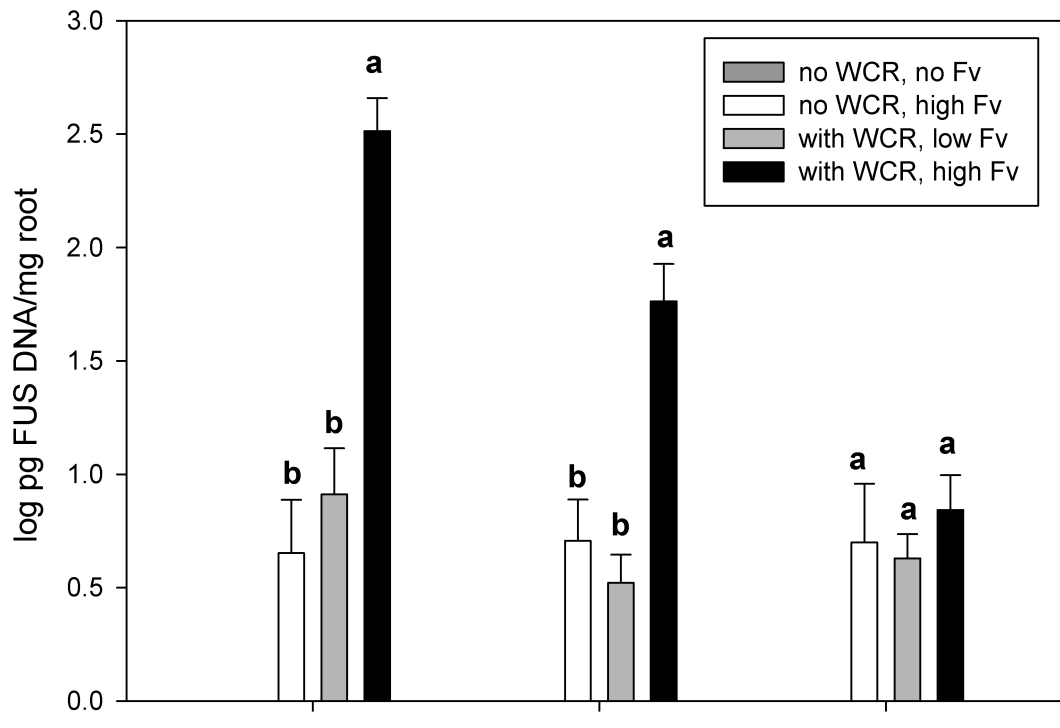 log pg FUS DNA/mg root
3.0
2.5
2.0
1.5
1.0
0.5
0.0
no WCR, no Fv
no WCR, high Fv
with WCR, low Fv
with WCR, high Fv
b
b
a
b
b
a
a
a
a